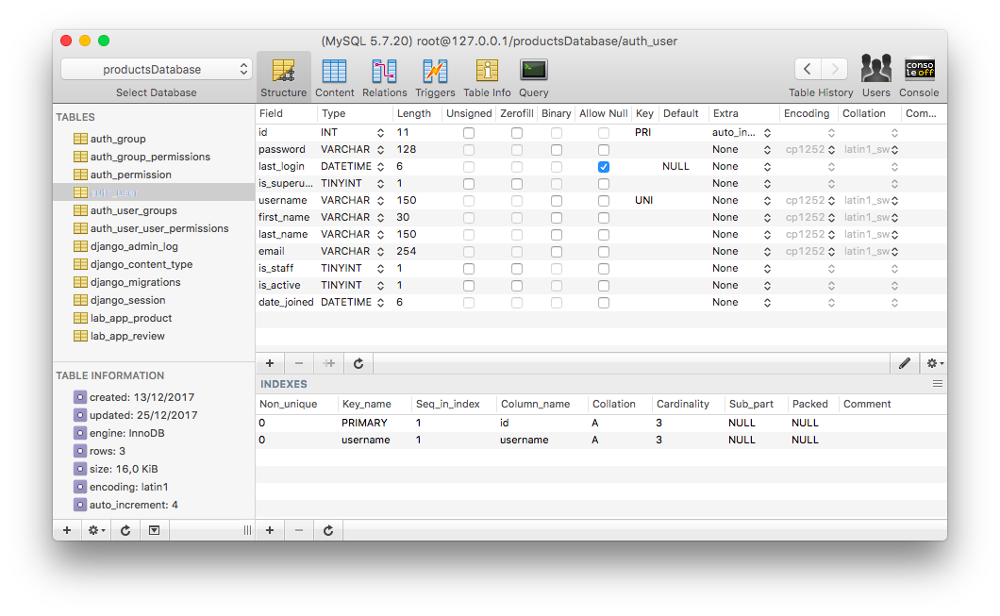 (MySQL 5.7.20) root@127.0.0.1/productsDatabase/auth_user
productsDatabase
Select Database Structure Content Relations Triggers Table Info Query Table History Users Console
conso
le off
TABLES
auth_group
auth_group_permissions
auth_permission
auth_user
auth_user_groups
auth_user_user_permissions
django_admin_log
django_content_type
django_migrations
django_session
lab_app_product
lab_app_review
TABLE INFORMATION
created: 13/12/2017
updated: 25/12/2017
engine: InnoDB
rows: 3
size: 16,0 KiB
encoding: latin1
auto_increment: 4
Field Type Length Unsigned Zerofill Binary Allow Null Key Default Extra Encoding Collation Com...
id INT 11 PRI auto_in...
password VARCHAR 128 None cp1252 latin1_sw
last_login DATETIME 6 NULL None
is_superu... TINYINT 1 None
username VARCHAR 150 UNI None cp1252 latin1_sw
first_name VARCHAR 30 None cp1252 latin1_sw
last_name VARCHAR 150 None cp1252 latin1_sw
email VARCHAR 254 None cp1252 latin1_sw
is_staff TINYINT 1 None
is_active TINYINT 1 None
date_joined DATETIME 6 None
INDEXES
Non_unique Key_name Seq_in_index Column_name Collation Cardinality Sub_part Packed Comment
0 PRIMARY 1 id A 3 NULL NULL
0 username 1 username A 3 NULL NULL